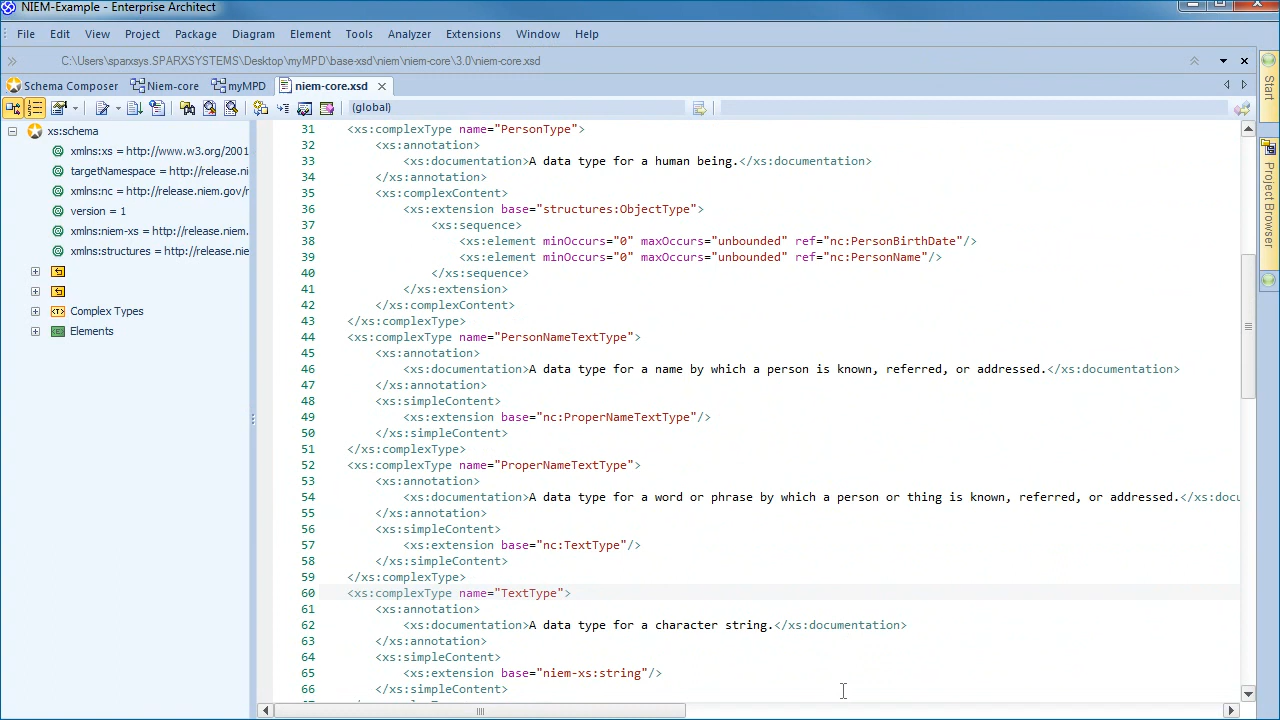 NIEM-Example - Enterprise Architect
File Edit View Project Package Diagram Element Tools Analyzer Extensions Window Help
C:\Users\sparxsys.SPARXSYSTEMS\Desktop\myMPD\base-xsd\niem\niem-core\3.0\niem-core.xsd
Schema Composer Niem-core myMPD niem-core.xsd
(global)
Start
Project Browser
xs:schema
xmlns:xs = http://www.w3.org/2001
targetNamespace = http://release.ni
xmlns:nc = http://release.niem.gov/r
version = 1
xmlns:niem-xs = http://release.niem.
xmlns:structures = http://release.nie
Complex Types
Elements
31 <xs:complexType name="PersonType">
32 <xs:annotation>
33 <xs:documentation>A data type for a human being.</xs:documentation>
34 </xs:annotation>
35 <xs:complexContent>
36 <xs:extension base="structures:ObjectType">
37 <xs:sequence>
38 <xs:element minOccurs="0" maxOccurs="unbounded" ref="nc:PersonBirthDate"/>
39 <xs:element minOccurs="0" maxOccurs="unbounded" ref="nc:PersonName"/>
40 </xs:sequence>
41 </xs:extension>
42 </xs:complexContent>
43 </xs:complexType>
44 <xs:complexType name="PersonNameTextType">
45 <xs:annotation>
46 <xs:documentation>A data type for a name by which a person is known, referred, or addressed.</xs:documentation>
47 </xs:annotation>
48 <xs:simpleContent>
49 <xs:extension base="nc:ProperNameTextType"/>
50 </xs:simpleContent>
51 </xs:complexType>
52 <xs:complexType name="ProperNameTextType">
53 <xs:annotation>
54 <xs:documentation>A data type for a word or phrase by which a person or thing is known, referred, or addressed.</xs:docu
55 </xs:annotation>
56 <xs:simpleContent>
57 <xs:extension base="nc:TextType"/>
58 </xs:simpleContent>
59 </xs:complexType>
60 <xs:complexType name="TextType">
61 <xs:annotation>
62 <xs:documentation>A data type for a character string.</xs:documentation>
63 </xs:annotation>
64 <xs:simpleContent>
65 <xs:extension base="niem-xs:string"/>
66 </xs:simpleContent>